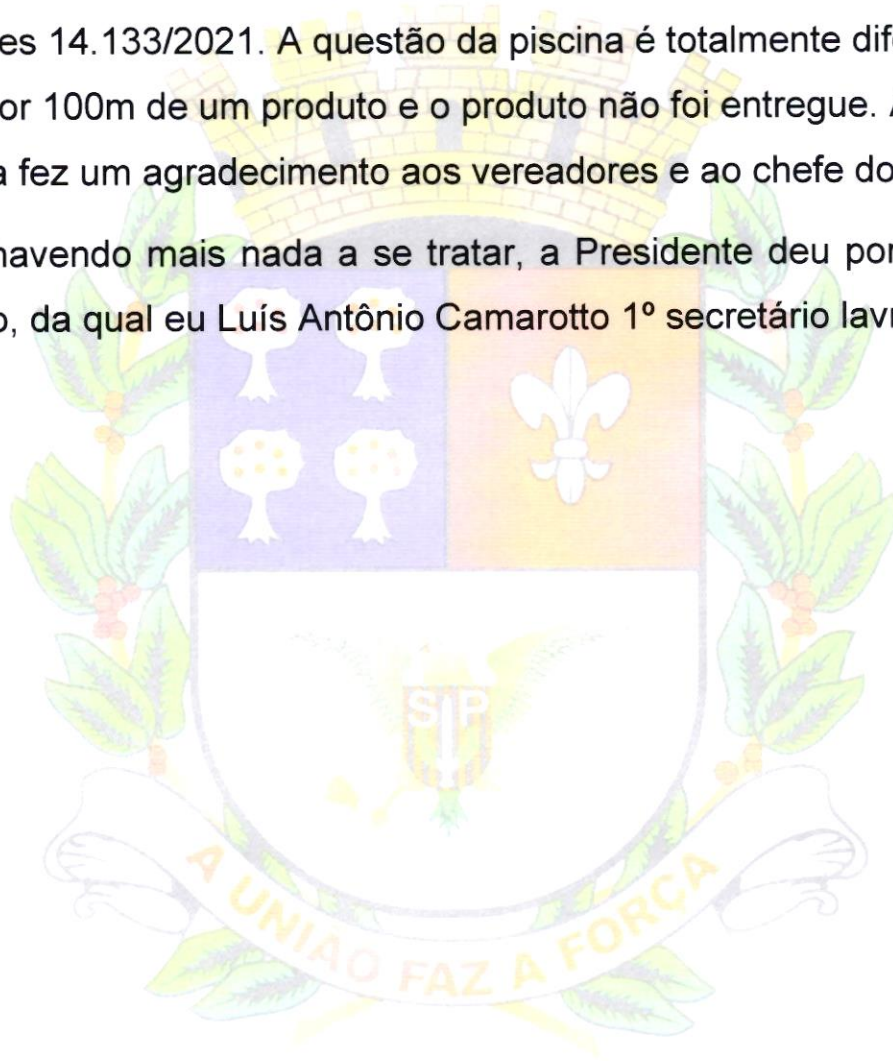 es 14.133/2021. A questão da piscina é totalmente dif
or 100m de um produto e o produto não foi entregue.
a fez um agradecimento aos vereadores e ao chefe do
havendo mais nada a se tratar, a Presidente deu por
o, da qual eu Luís Antônio Camarotto 1º secretário lavr
SP
A UNIÃO FAZ A FORÇA